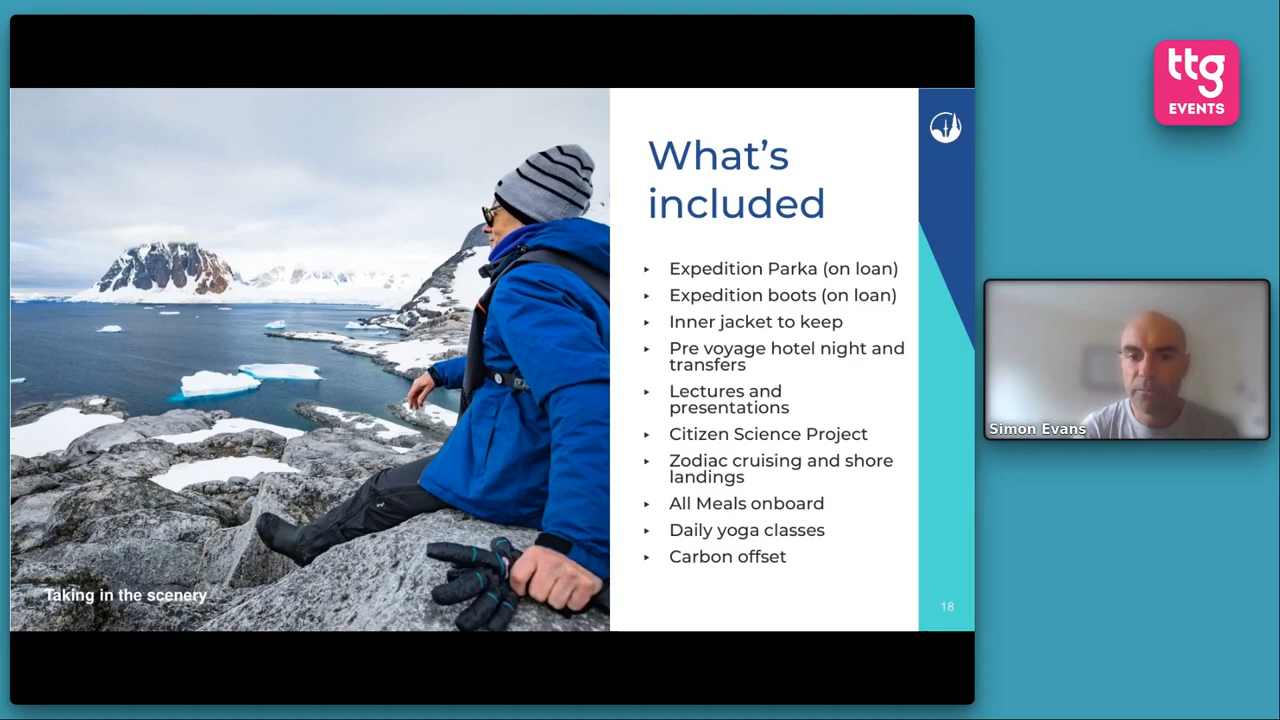 ttg
EVENTS
What's
included
‣ Expedition Parka (on loan)
‣ Expedition boots (on loan)
‣ Inner jacket to keep
‣ Pre voyage hotel night and
transfers
‣ Lectures and
presentations
‣ Citizen Science Project
‣ Zodiac cruising and shore
landings
‣ All Meals onboard
‣ Daily yoga classes
‣ Carbon offset
Taking in the scenery
18
Simon Evans